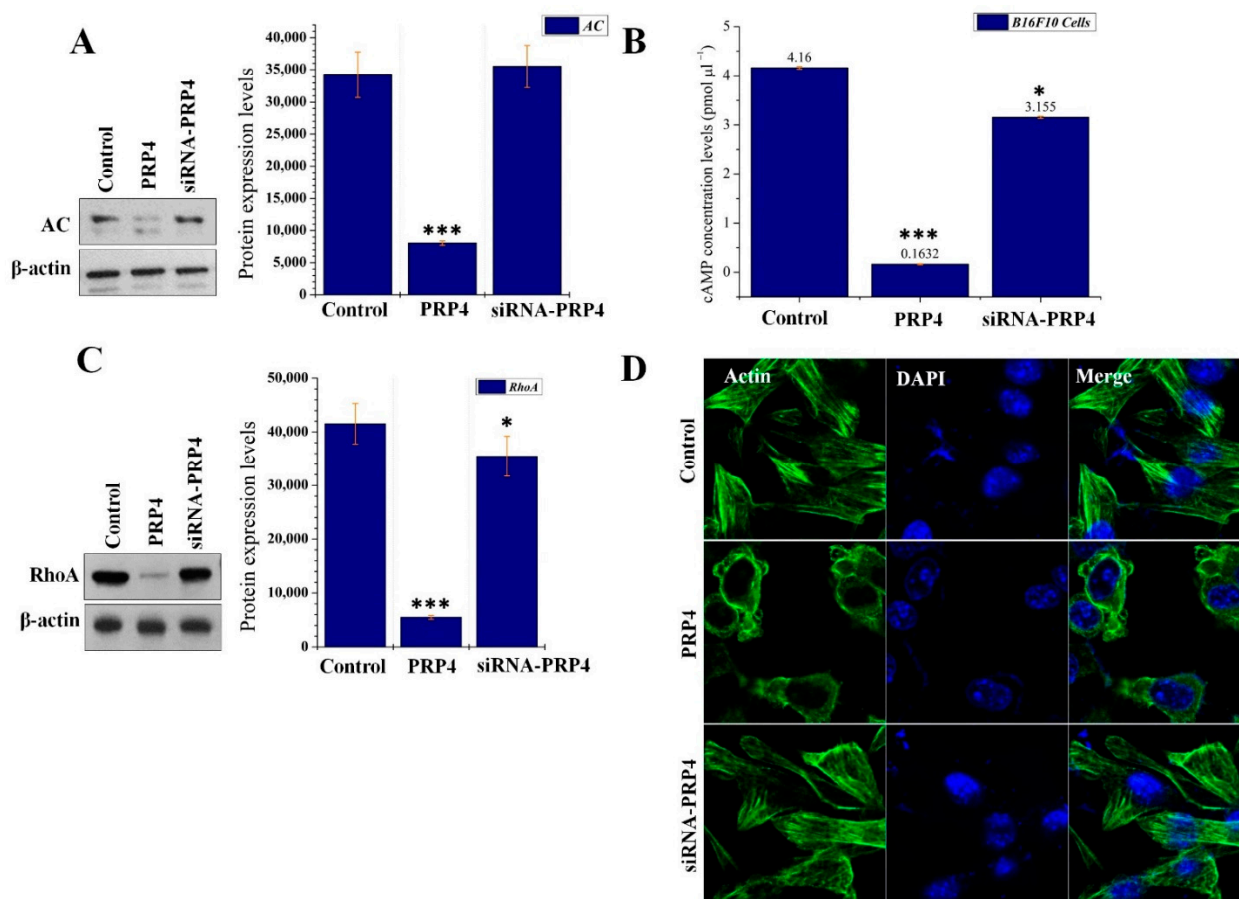 A
Control
PRP4
siRNA-PRP4
AC
β-actin
AC
Protein expression levels
40,000
35,000
30,000
25,000
20,000
15,000
10,000
5,000
0
***
Control
PRP4
siRNA-PRP4
B
B16F10 Cells
cAMP concentration levels (pmol µl ⁻¹)
5
4
3
2
1
0
4.16
***
0.1632
*
3.155
Control
PRP4
siRNA-PRP4
C
Control
PRP4
siRNA-PRP4
RhoA
β-actin
RhoA
Protein expression levels
50,000
40,000
30,000
20,000
10,000
0
***
*
Control
PRP4
siRNA-PRP4
D
Actin
DAPI
Merge
Control
PRP4
siRNA-PRP4